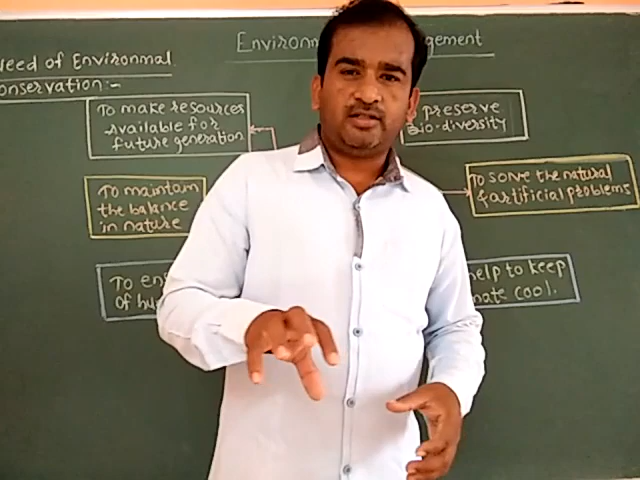 Need of Environmal
onservation:-
Environm gement
To make resources
available for
future generation
preserve
Bio-diversity
To maintain
the balance
in nature
To solve the natural
& artificial problems
To en
of hu
help to keep
mate cool.